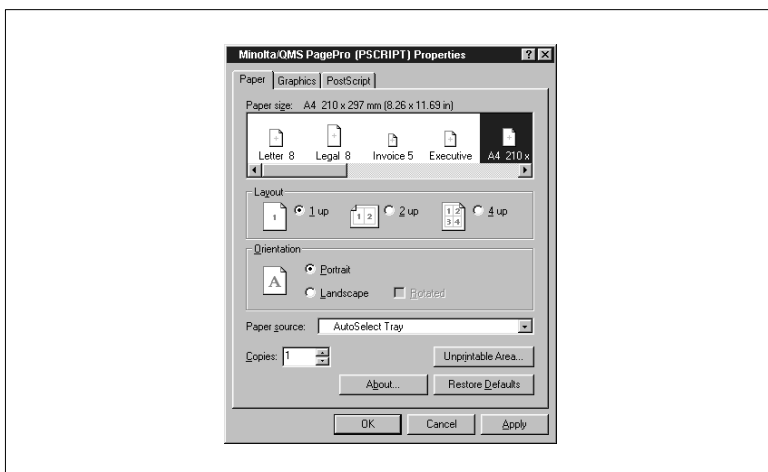 Minolta/QMS PagePro (PSCRIPT) Properties
Paper Graphics PostScript
Paper size: A4 210 x 297 mm (8.26 x 11.69 in)
Letter 8 Legal 8 Invoice 5 Executive A4 210 x
Layout
1 1 up 1 2 2 up 1 2 3 4 4 up
Orientation
A Portrait
Landscape Rotated
Paper source: AutoSelect Tray
Copies: 1 Unprintable Area...
About... Restore Defaults
OK Cancel Apply